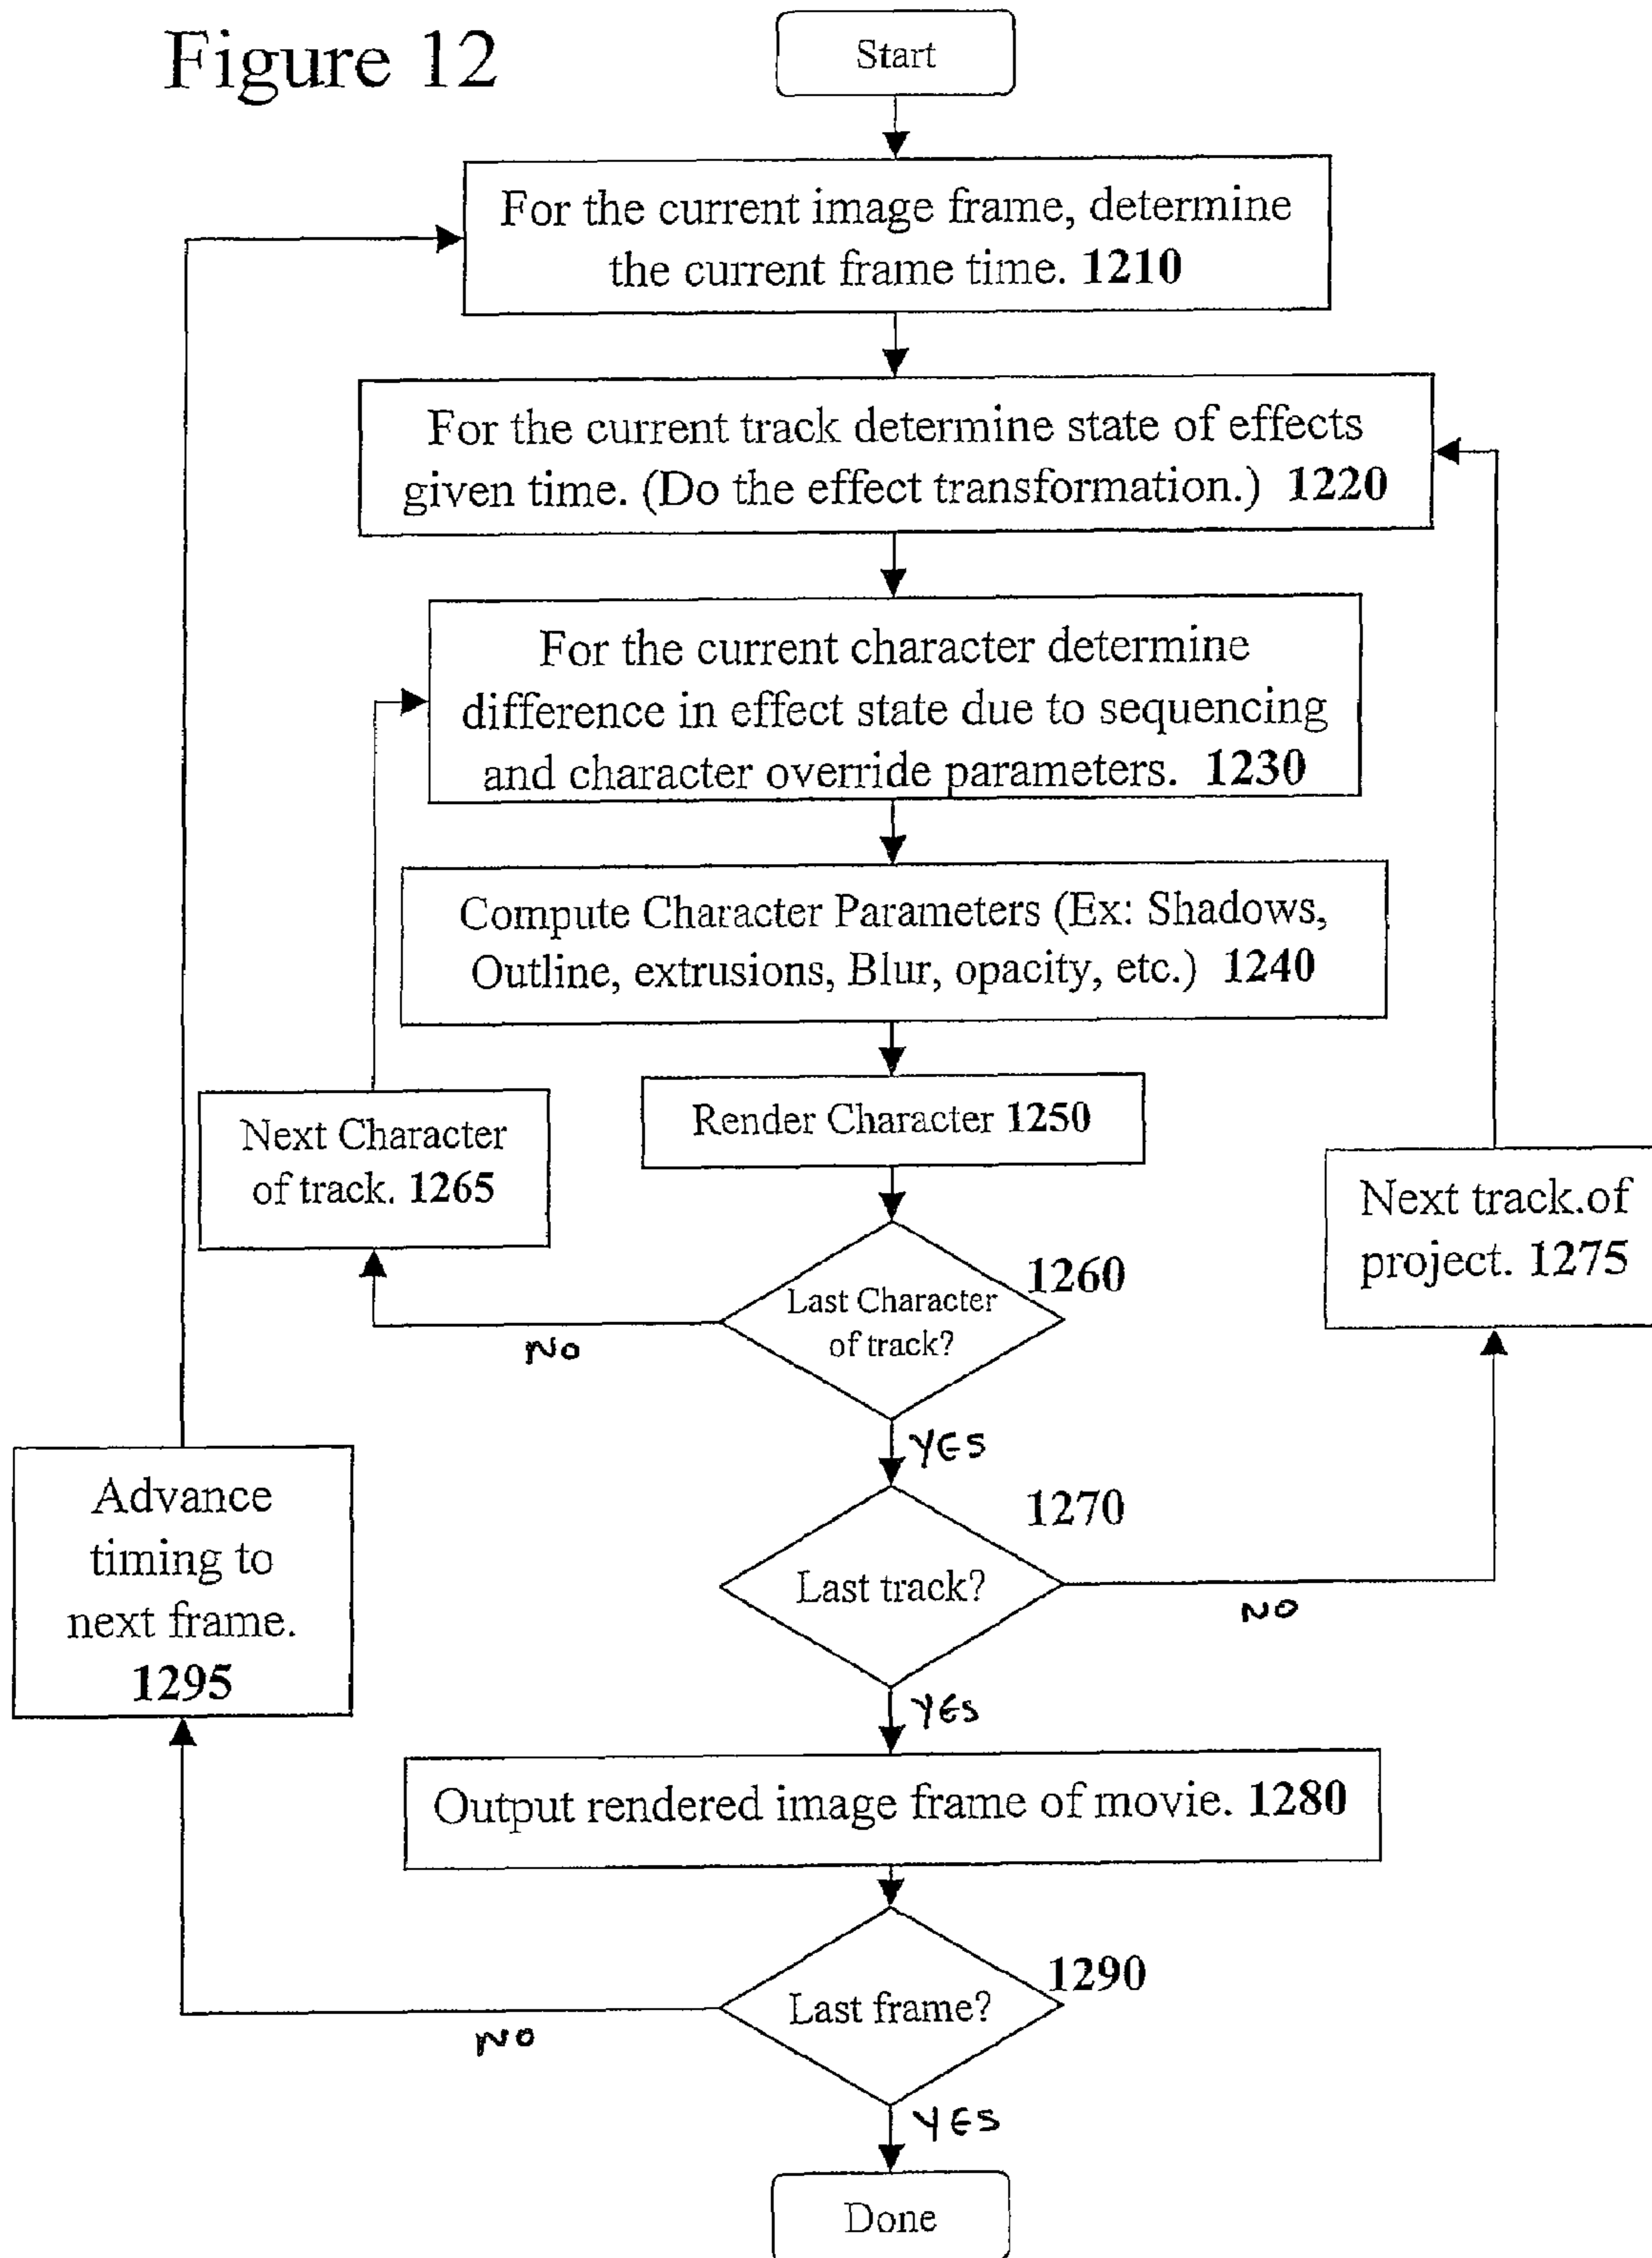 Figure 12
Start
For the current image frame, determine
the current frame time. 1210
For the current track determine state of effects
given time. (Do the effect transformation.) 1220
For the current character determine
difference in effect state due to sequencing
and character override parameters. 1230
Compute Character Parameters (Ex: Shadows,
Outline, extrusions, Blur, opacity, etc.) 1240
Render Character 1250
Next Character
of track. 1265
Next track.of
project. 1275
1260
Last Character
of track?
NO
YES
Advance
timing to
next frame.
1295
1270
Last track?
NO
YES
Output rendered image frame of movie. 1280
1290
Last frame?
NO
YES
Done